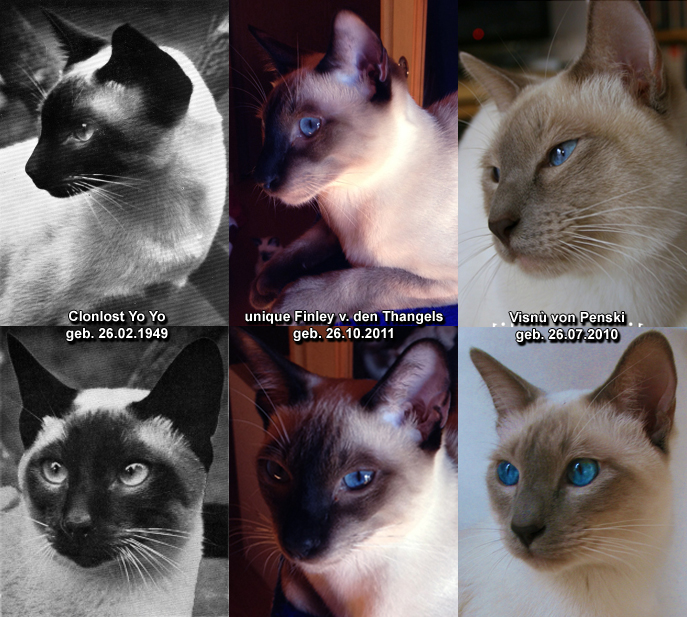 Clonlost Yo Yo
geb. 26.02.1949
unique Finley v. den Thangels
geb. 26.10.2011
Visnù von Penski
geb. 26.07.2010